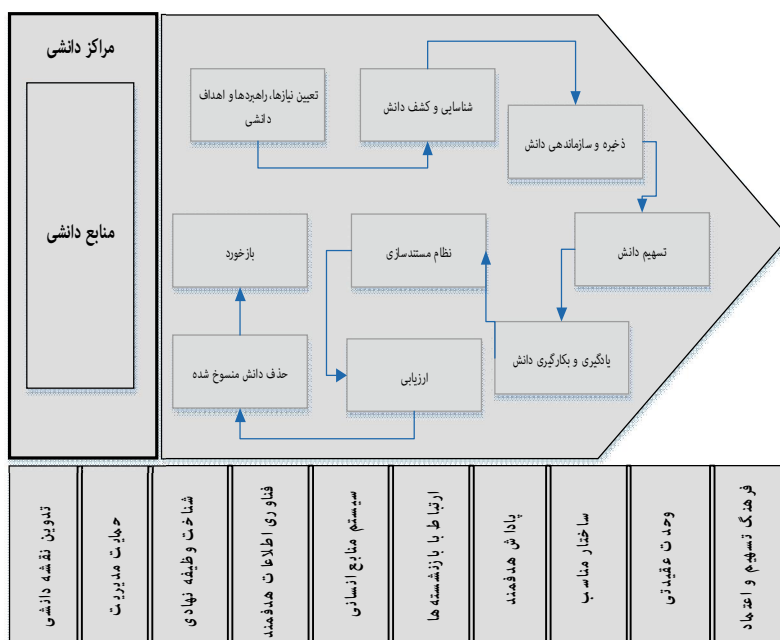 مراکز دانشی
منابع دانشی
تعیین نیازها، راهبردها و اهداف
دانشی
شناسایی و کشف دانش
ذخیره و سازماندهی دانش
تسهیم دانش
یادگیری و بکارگیری دانش
نظام مستندسازی
ارزیابی
حذف دانش منسوخ شده
بازخورد
تدوین نقشه دانشی
حمایت مدیریت
شناخت وظیفه نهادی
فناوری اطلاعات هدفمند
سیستم منابع انسانی
ارتباط با بازنشسته ها
پاداش هدفمند
ساختار مناسب
وحدت عقیدتی
فرهنگ تسهیم و اعتماد